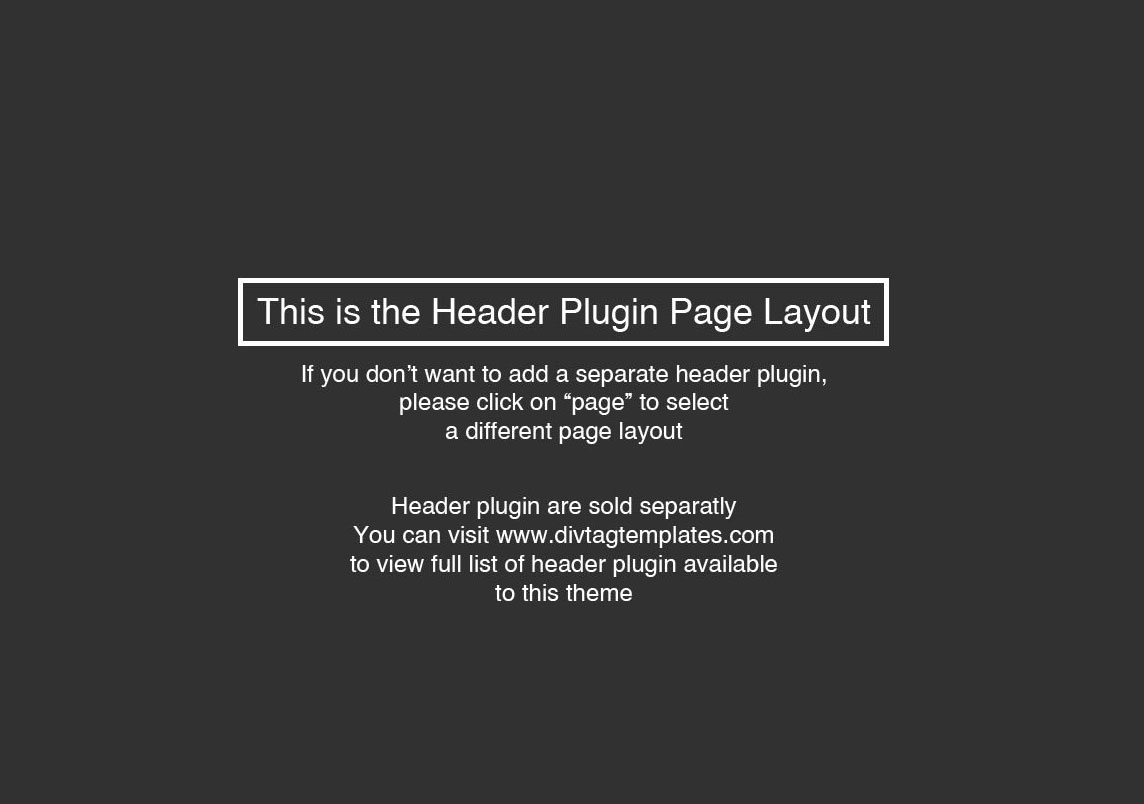 This is the Header Plugin Page Layout
If you don’t want to add a separate header plugin,
please click on “page” to select
a different page layout
Header plugin are sold separatly
You can visit www.divtagtemplates.com
to view full list of header plugin available
to this theme